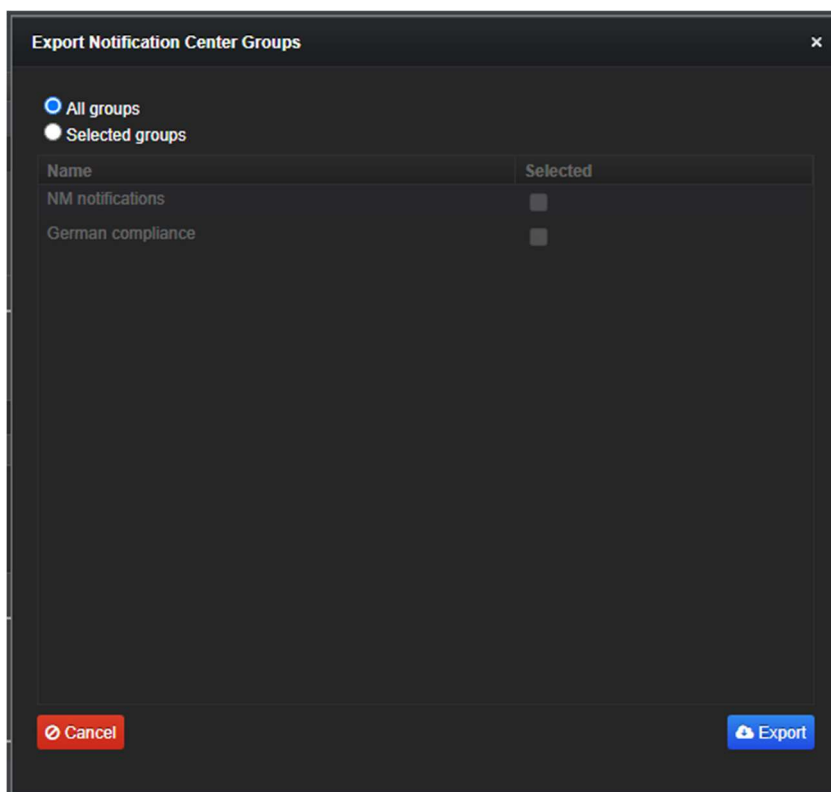 Export Notification Center Groups ×
All groups
Selected groups
Name Selected
NM notifications
German compliance
Cancel Export